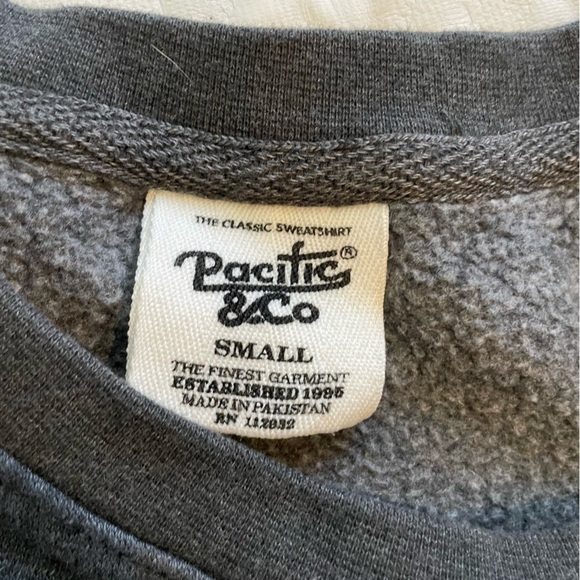 THE CLASSIC SWEATSHIRT
Pacific ®
& Co
SMALL
THE FINEST GARMENT
ESTABLISHED 1995
MADE IN PAKISTAN
RN 112932